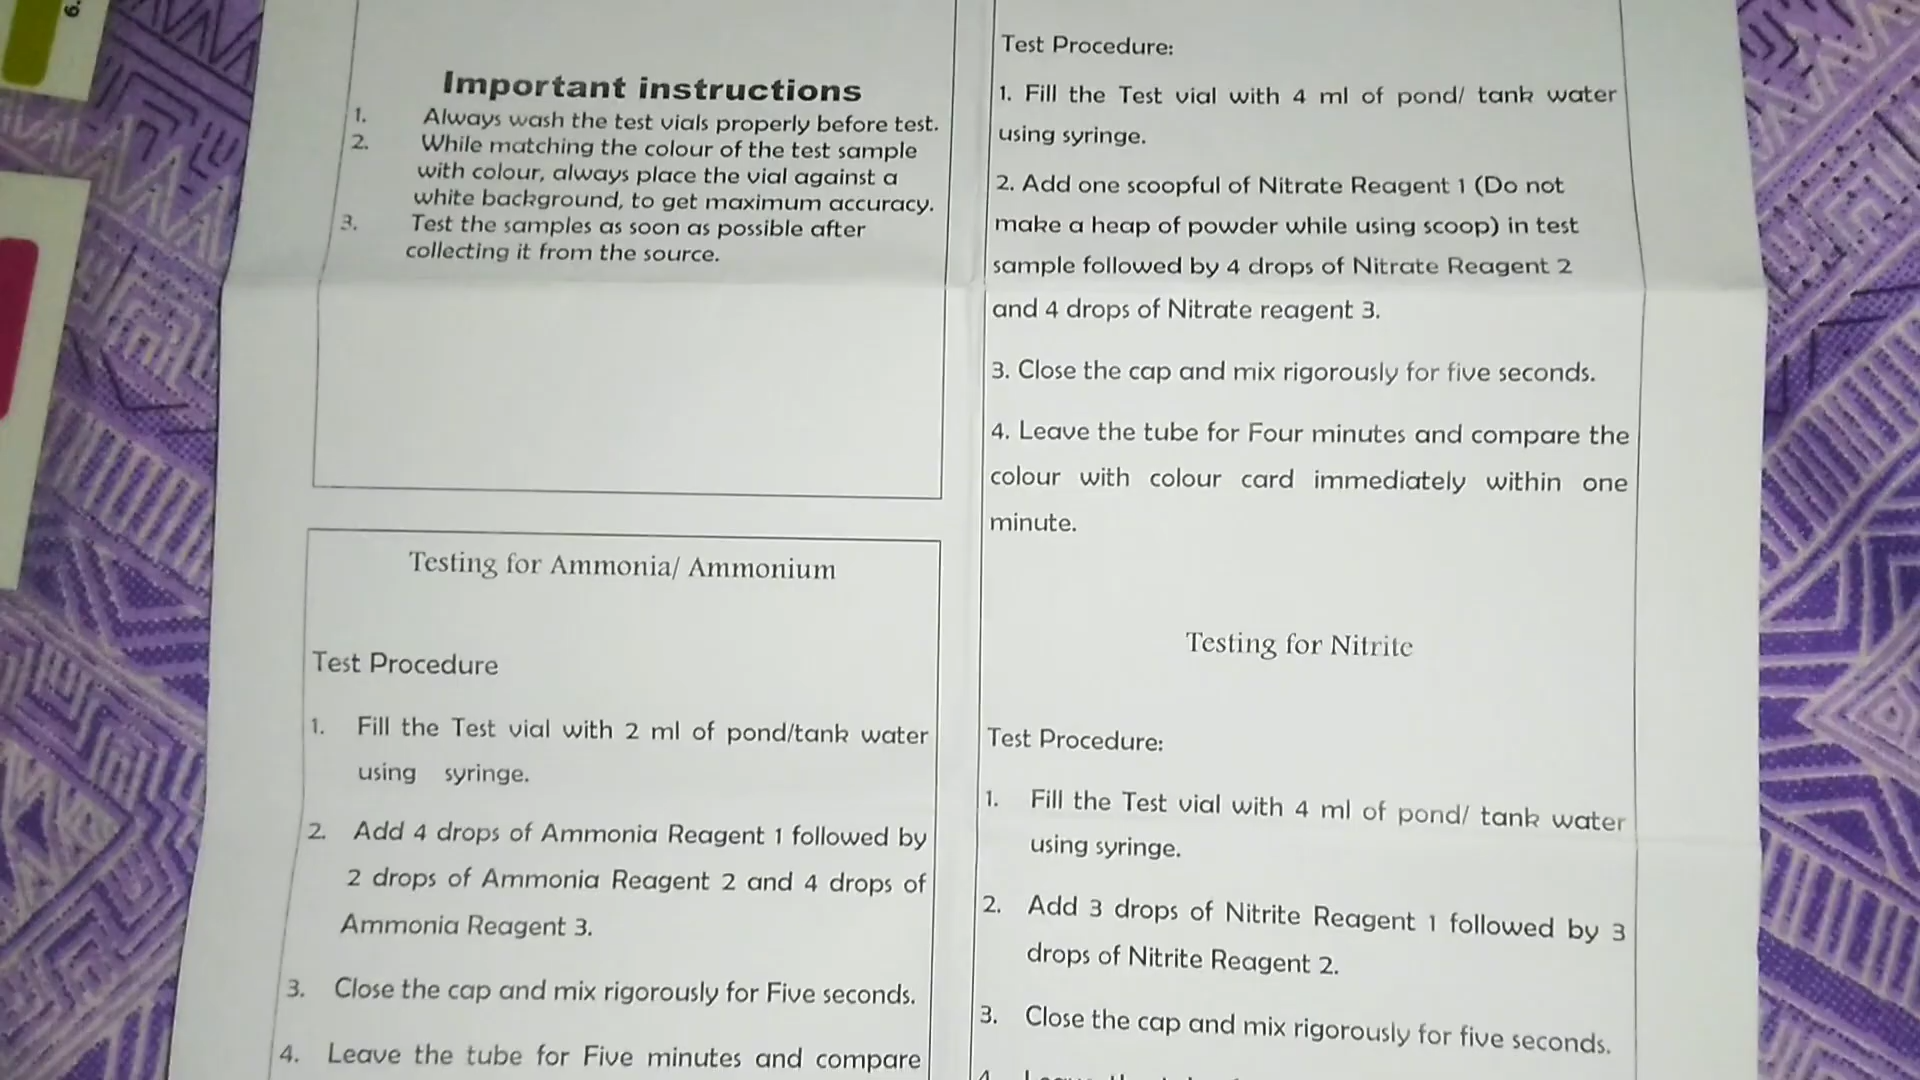 6.
Important instructions
1. Always wash the test vials properly before test.
2. While matching the colour of the test sample
with colour, always place the vial against a
white background, to get maximum accuracy.
3. Test the samples as soon as possible after
collecting it from the source.
Testing for Ammonia/ Ammonium
Test Procedure
1. Fill the Test vial with 2 ml of pond/tank water
using syringe.
2. Add 4 drops of Ammonia Reagent 1 followed by
2 drops of Ammonia Reagent 2 and 4 drops of
Ammonia Reagent 3.
3. Close the cap and mix rigorously for Five seconds.
4. Leave the tube for Five minutes and compare
Test Procedure:
1. Fill the Test vial with 4 ml of pond/ tank water
using syringe.
2. Add one scoopful of Nitrate Reagent 1 (Do not
make a heap of powder while using scoop) in test
sample followed by 4 drops of Nitrate Reagent 2
and 4 drops of Nitrate reagent 3.
3. Close the cap and mix rigorously for five seconds.
4. Leave the tube for Four minutes and compare the
colour with colour card immediately within one
minute.
Testing for Nitrite
Test Procedure:
1. Fill the Test vial with 4 ml of pond/ tank water
using syringe.
2. Add 3 drops of Nitrite Reagent 1 followed by 3
drops of Nitrite Reagent 2.
3. Close the cap and mix rigorously for five seconds.